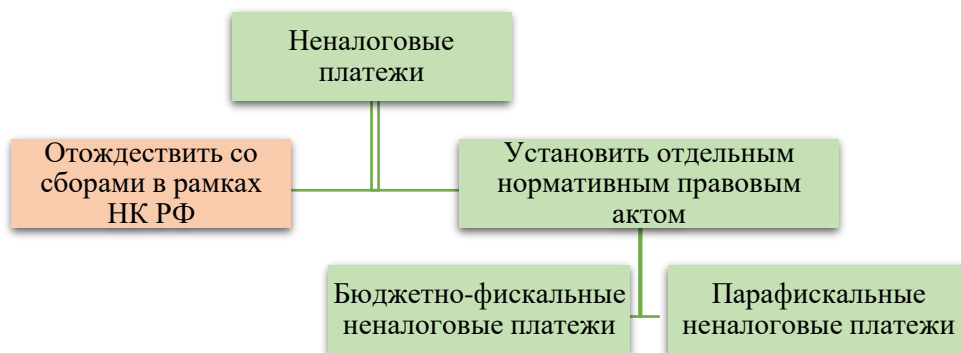 Неналоговые
платежи
Отождествить со
сборами в рамках
НК РФ
Установить отдельным
нормативным правовым
актом
Бюджетно-фискальные
неналоговые платежи
Парафискальные
неналоговые платежи